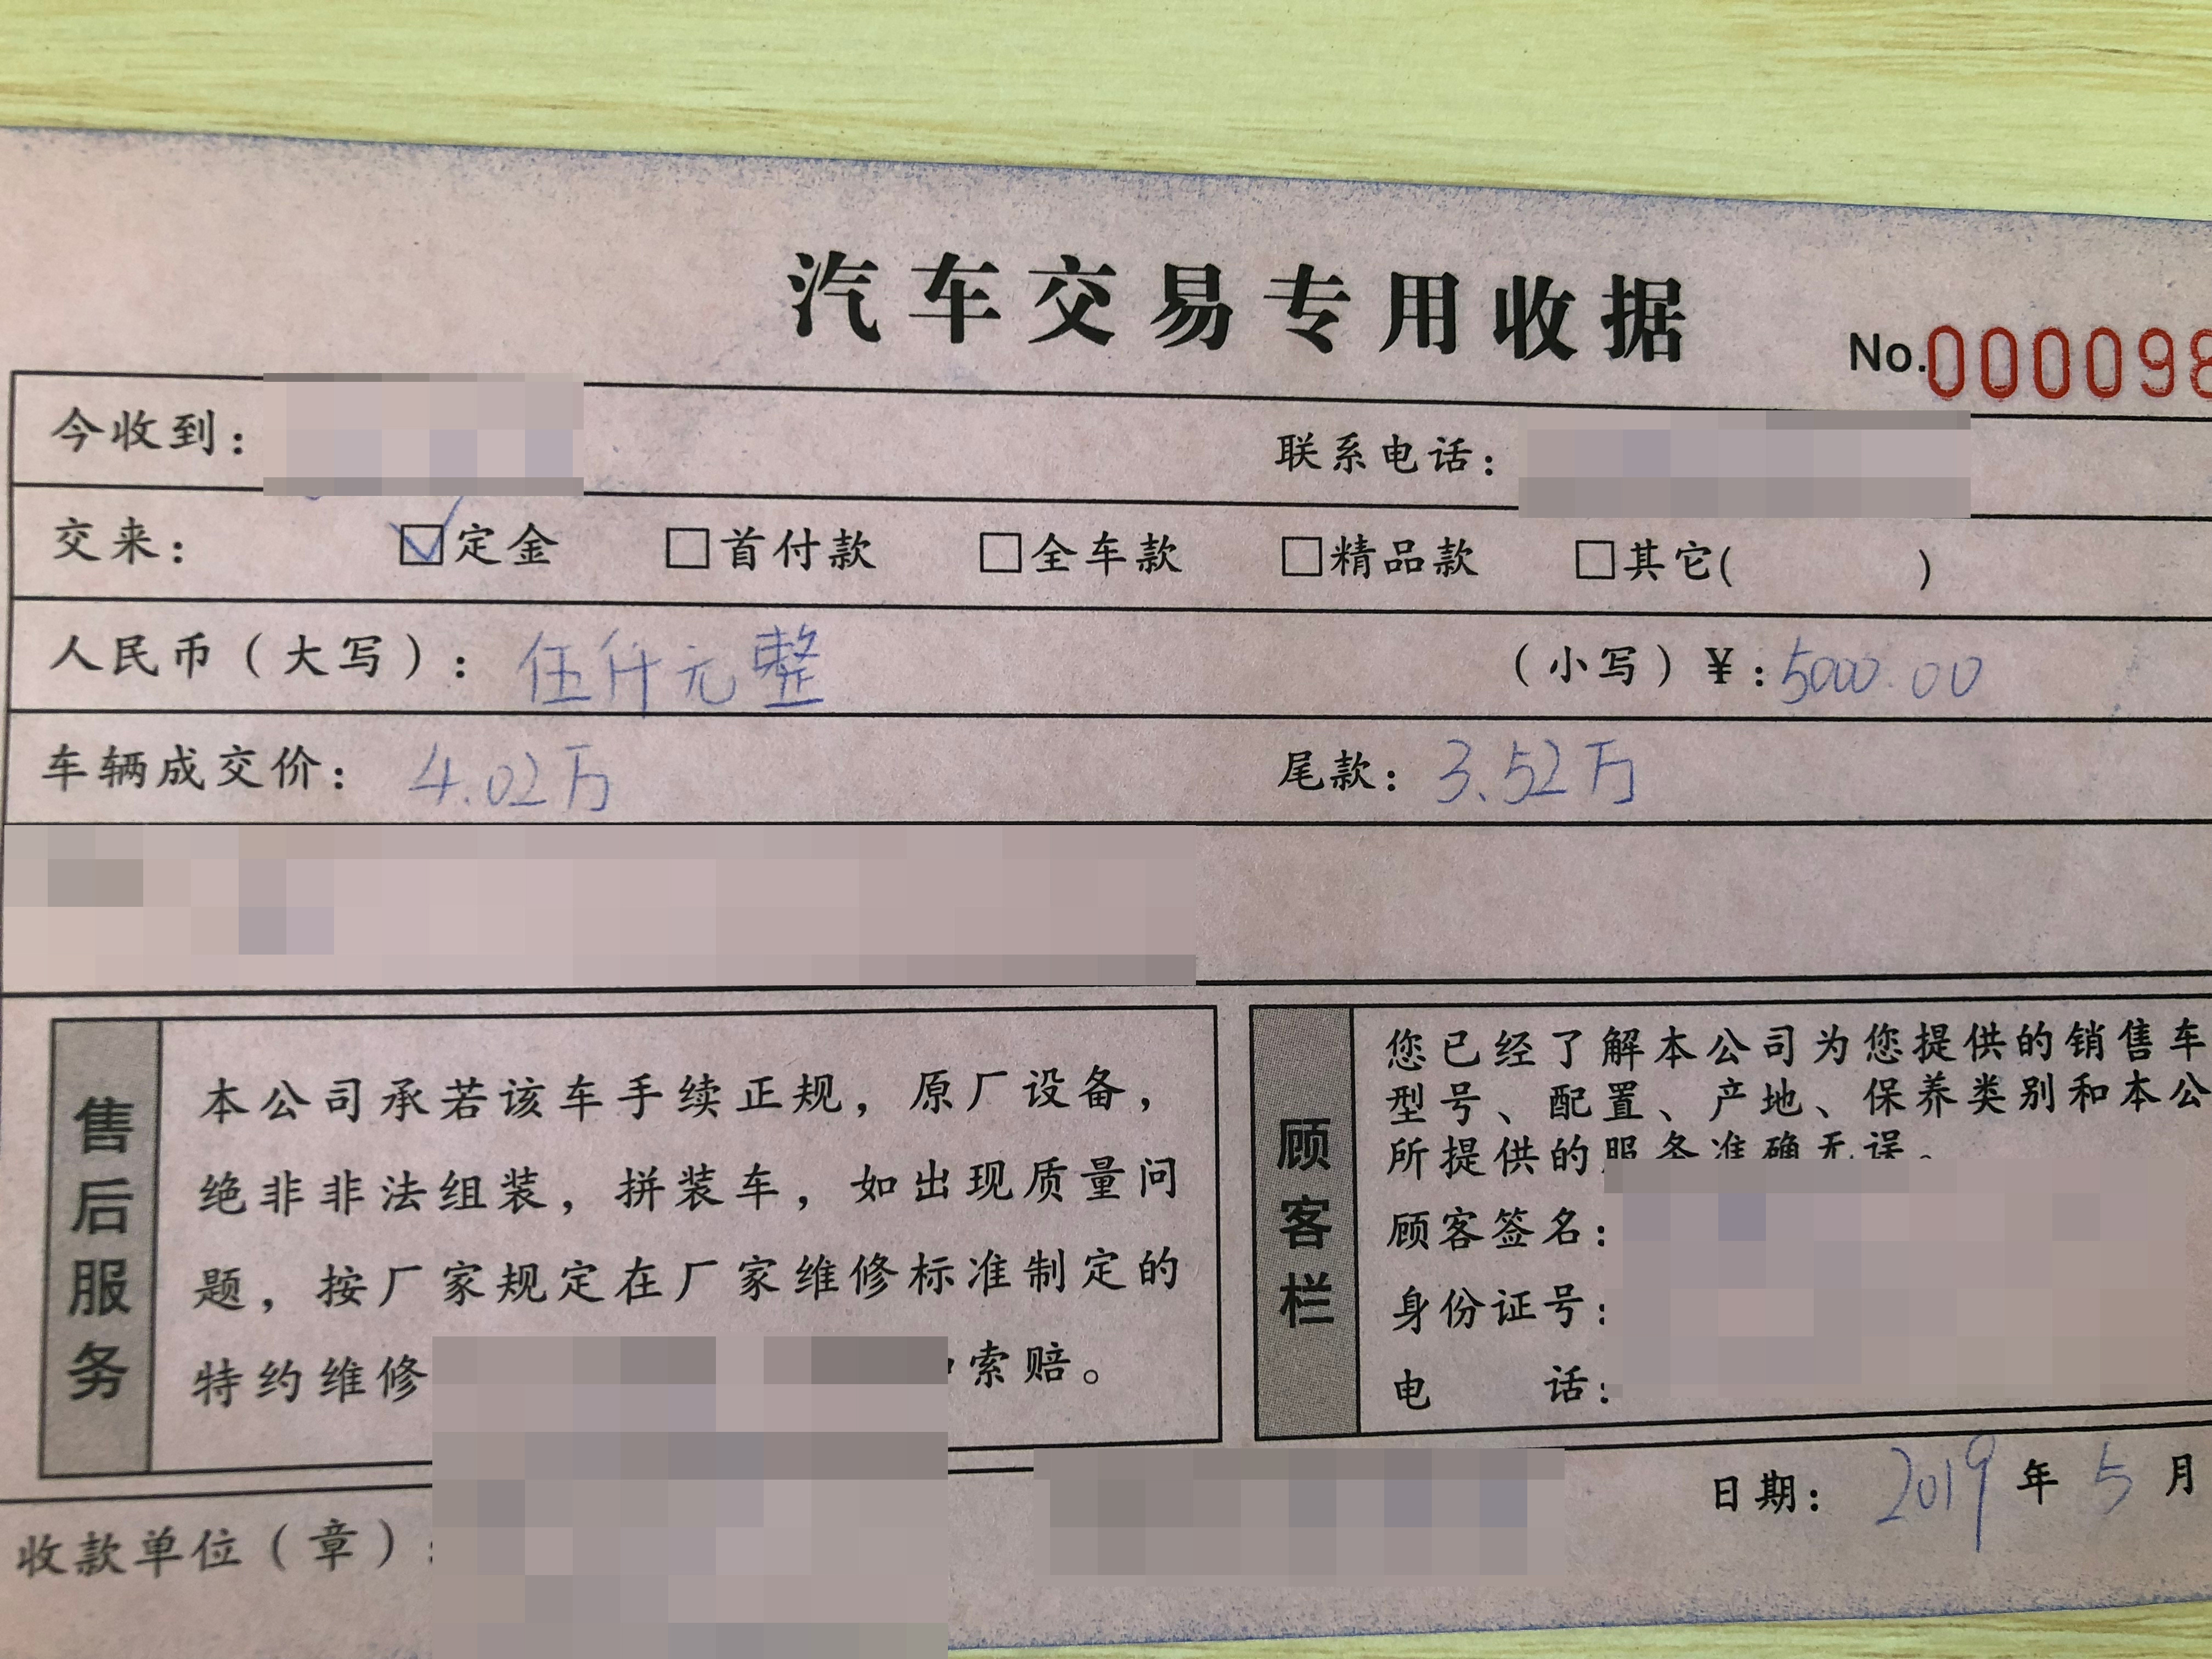 汽车交易专用收据
No.000098
今收到： 联系电话：
交来： ☑定金 □首付款 □全车款 □精品款 □其它( )
人民币（大写）：伍仟元整 （小写）¥：5000.00
车辆成交价：4.02万 尾款：3.52万
售后服务
本公司承若该车手续正规，原厂设备，
绝非非法组装，拼装车，如出现质量问
题，按厂家规定在厂家维修标准制定的
特约维修 索赔。
顾客栏
您已经了解本公司为您提供的销售车
型号、配置、产地、保养类别和本公
所提供的服务准确无误。
顾客签名：
身份证号：
电 话：
收款单位（章）： 日期：2019年5月